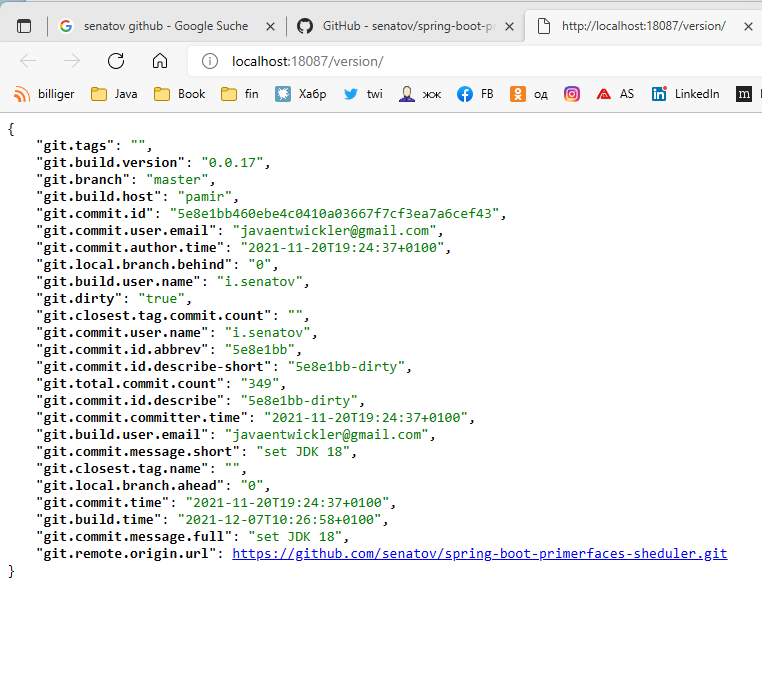 senatov github - Google Suche
GitHub - senatov/spring-boot-pr
http://localhost:18087/version/
localhost:18087/version/
billiger Java Book fin Хабр twi жж FB од AS LinkedIn m
{
"git.tags": "",
"git.build.version": "0.0.17",
"git.branch": "master",
"git.build.host": "pamir",
"git.commit.id": "5e8e1bb460ebe4c0410a03667f7cf3ea7a6cef43",
"git.commit.user.email": "javaentwickler@gmail.com",
"git.commit.author.time": "2021-11-20T19:24:37+0100",
"git.local.branch.behind": "0",
"git.build.user.name": "i.senatov",
"git.dirty": "true",
"git.closest.tag.commit.count": "",
"git.commit.user.name": "i.senatov",
"git.commit.id.abbrev": "5e8e1bb",
"git.commit.id.describe-short": "5e8e1bb-dirty",
"git.total.commit.count": "349",
"git.commit.id.describe": "5e8e1bb-dirty",
"git.commit.committer.time": "2021-11-20T19:24:37+0100",
"git.build.user.email": "javaentwickler@gmail.com",
"git.commit.message.short": "set JDK 18",
"git.closest.tag.name": "",
"git.local.branch.ahead": "0",
"git.commit.time": "2021-11-20T19:24:37+0100",
"git.build.time": "2021-12-07T10:26:58+0100",
"git.commit.message.full": "set JDK 18",
"git.remote.origin.url": https://github.com/senatov/spring-boot-primerfaces-sheduler.git
}